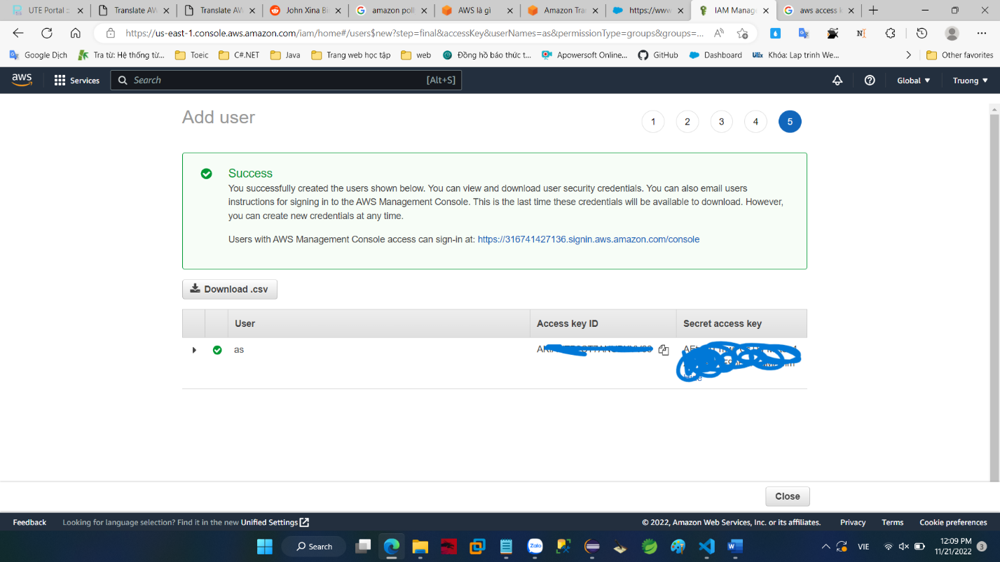 UTE Portal ::
Translate AW
Translate AW
John Xina Bi
amazon poll
AWS là gì
Amazon Tra
https://www
IAM Manage
aws access k
https://us-east-1.console.aws.amazon.com/iam/home#/users$new?step=final&accessKey&userNames=as&permissionType=groups&groups=...
Google Dịch
Tra từ: Hệ thống từ...
Toeic
C#.NET
Java
Trang web học tập
web
Đồng hồ báo thức t...
Apowersoft Online...
GitHub
Dashboard
Khóa: Lap trinh We...
Other favorites
aws
Services
Search
[Alt+S]
Global
Truong
Add user
1
2
3
4
5
Success
You successfully created the users shown below. You can view and download user security credentials. You can also email users
instructions for signing in to the AWS Management Console. This is the last time these credentials will be available to download. However,
you can create new credentials at any time.
Users with AWS Management Console access can sign-in at: https://316741427136.signin.aws.amazon.com/console
Download .csv
User
Access key ID
Secret access key
as
Close
Feedback
Looking for language selection? Find it in the new Unified Settings
© 2022, Amazon Web Services, Inc. or its affiliates.
Privacy
Terms
Cookie preferences
Search
Zalo
VIE
12:09 PM
11/21/2022
3